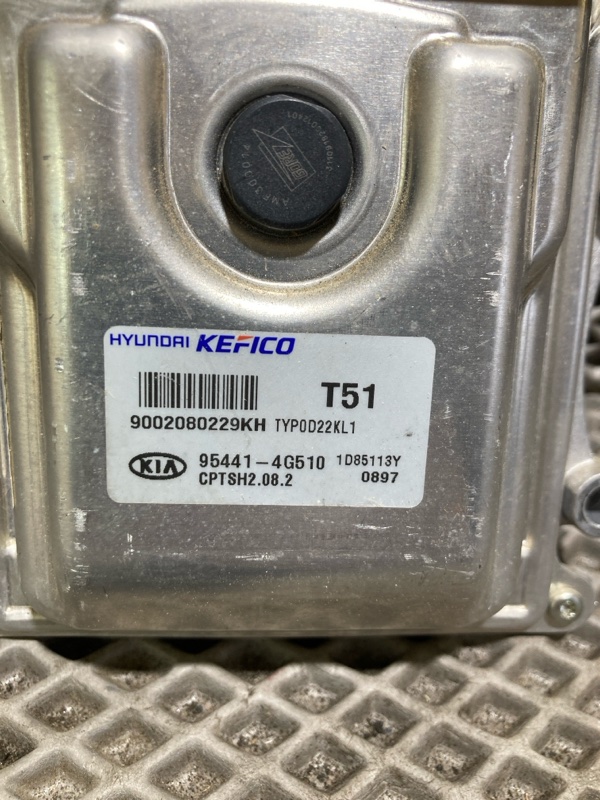 HYUNDAI KEFICO
T51
9002080229KH TYP0D22KL1
KIA 95441-4G510 1D85113Y
CPTSH2.08.2 0897